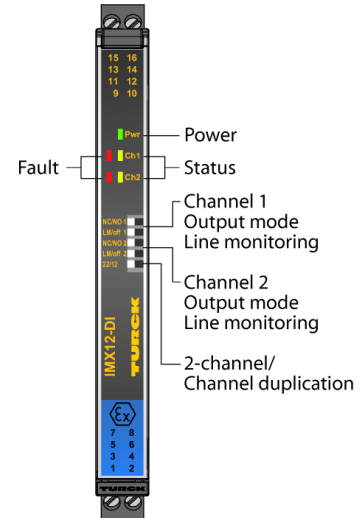 15 16
13 14
11 12
9 10
Pwr
Power
Fault
Ch1
Status
Ch2
Channel 1
Output mode
Line monitoring
NC/NO 1
LM/off 1
NC/NO 2
LM/off 2
22/12
Channel 2
Output mode
Line monitoring
2-channel/
Channel duplication
IMX12-DI
TURCK
Ex
7 8
5 6
3 4
1 2
TURCK